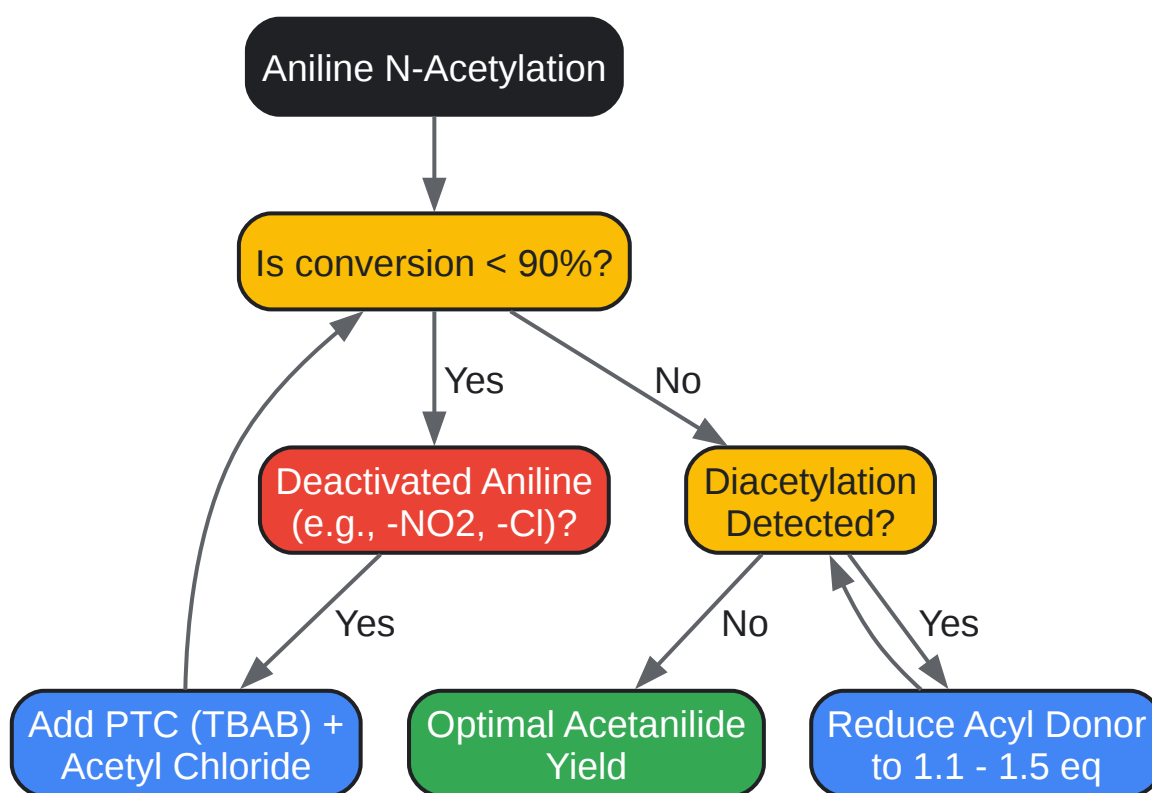 Aniline N-Acetylation
Is conversion < 90%?
Yes
No
Deactivated Aniline
(e.g., -NO2, -Cl)?
Diacetylation
Detected?
Yes
No
Yes
Add PTC (TBAB) +
Acetyl Chloride
Optimal Acetanilide
Yield
Reduce Acyl Donor
to 1.1 - 1.5 eq